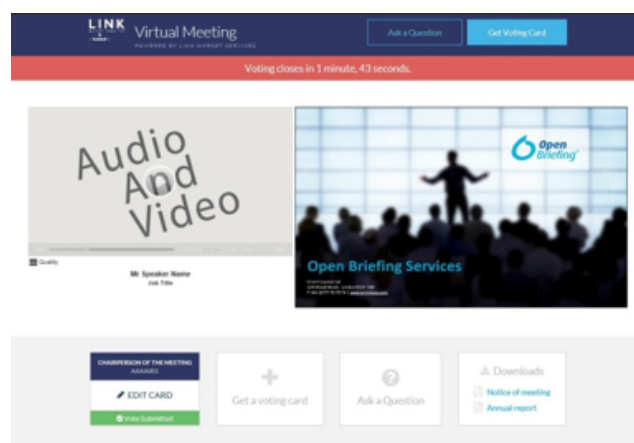 LINK
Virtual Meeting
POWERED BY LINK MARKET SERVICES
Ask a Question
Get Voting Card
Voting closes in 1 minute, 43 seconds.
Audio
And
Video
Open
Briefing
Quality
Mr Speaker Name
Job Title
Open Briefing Services
CHAIRPERSON OF THE MEETING
EDIT CARD
Vote Submitted
Get a voting card
Ask a Question
Downloads
Notice of meeting
Annual report